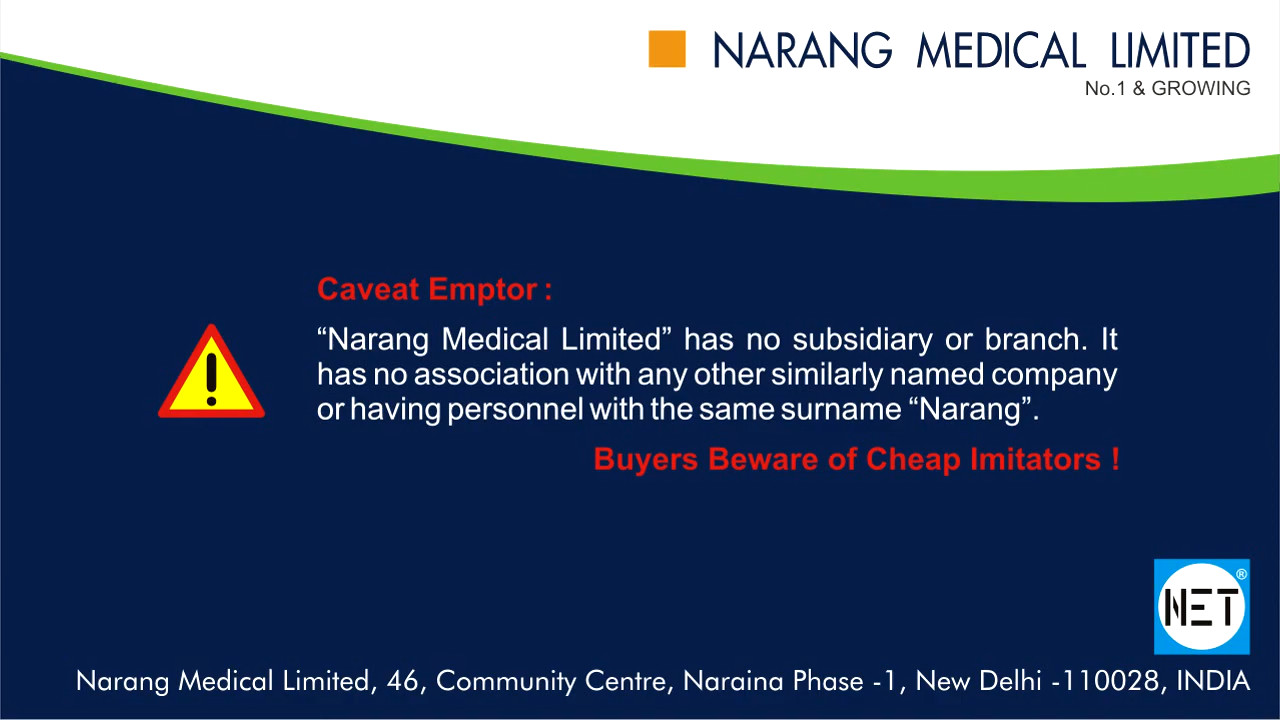 NARANG MEDICAL LIMITED
No.1 & GROWING
Caveat Emptor :
“Narang Medical Limited” has no subsidiary or branch. It
has no association with any other similarly named company
or having personnel with the same surname “Narang”.
Buyers Beware of Cheap Imitators !
NET®
Narang Medical Limited, 46, Community Centre, Naraina Phase -1, New Delhi -110028, INDIA